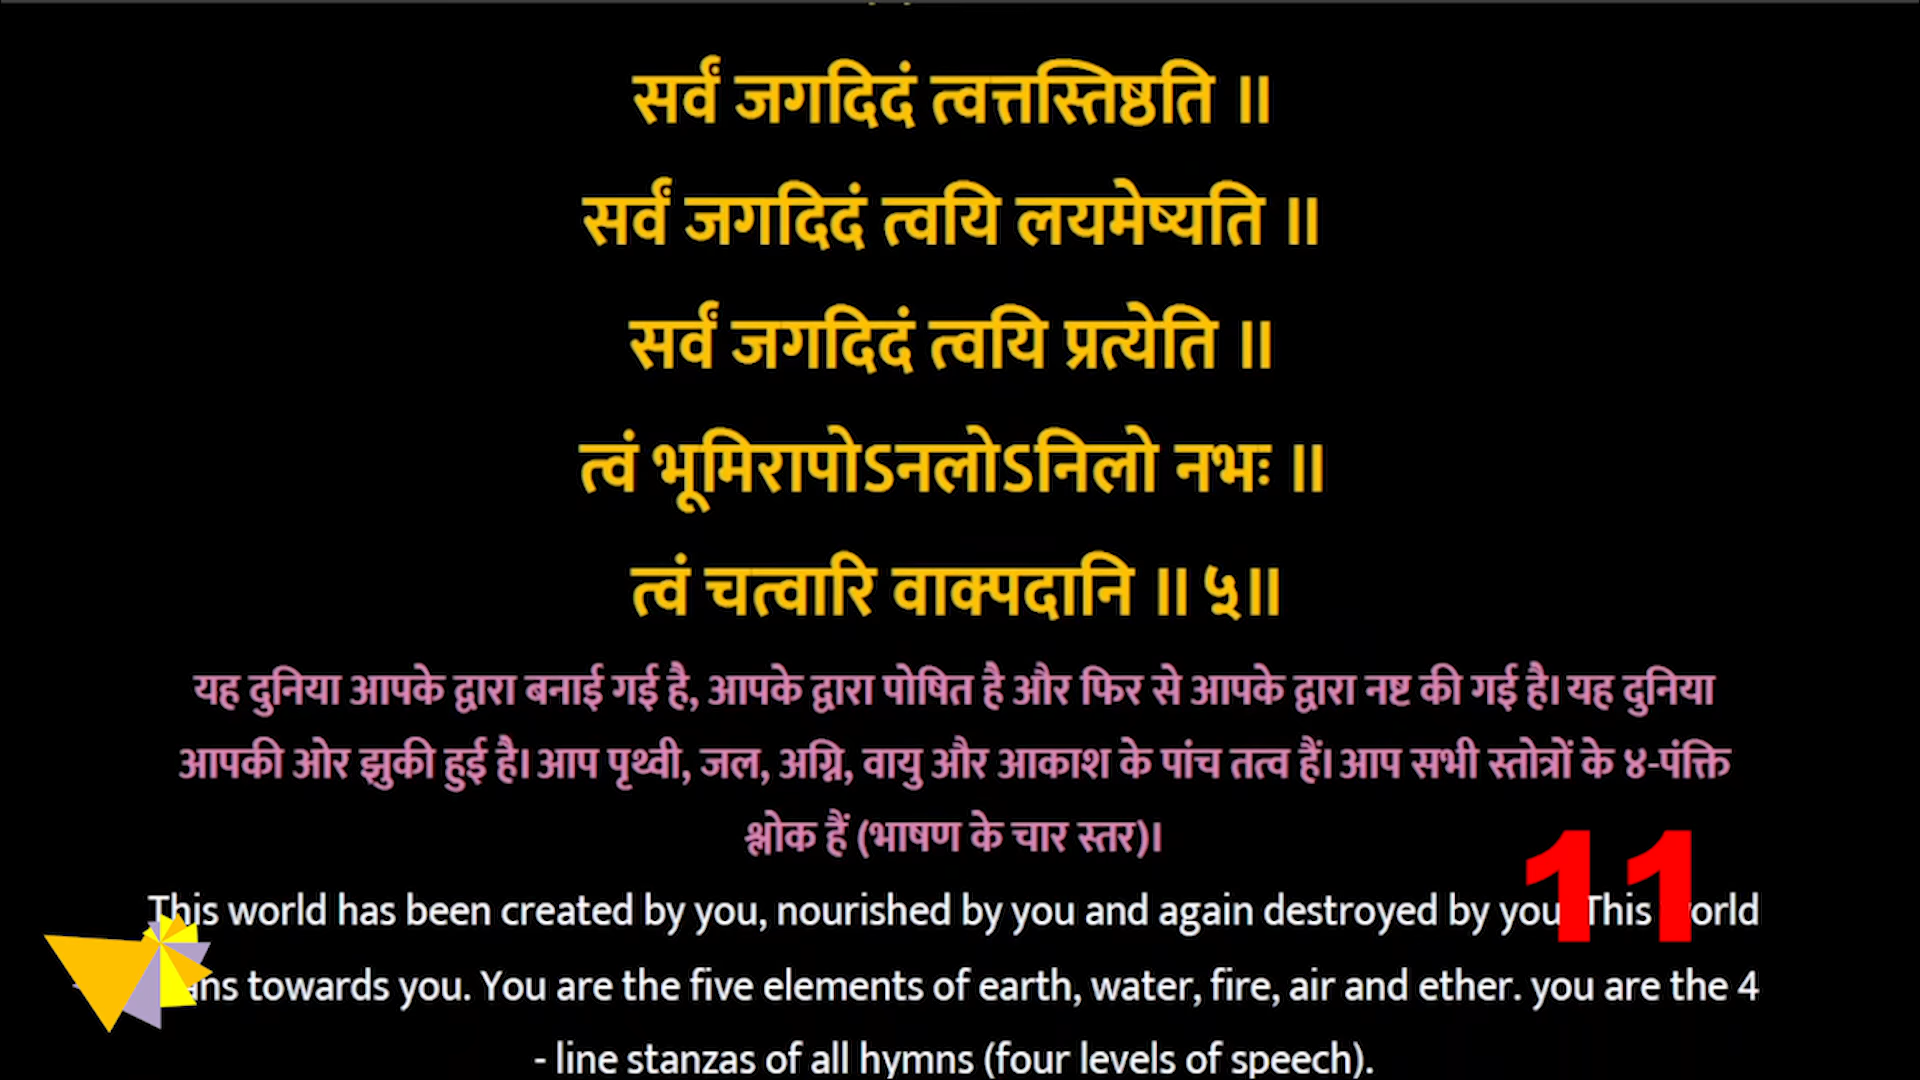 सर्वं जगदिदं त्वत्तस्तिष्ठति ॥
सर्वं जगदिदं त्वयि लयमेष्यति ॥
सर्वं जगदिदं त्वयि प्रत्येति ॥
त्वं भूमिरापोऽनलोऽनिलो नभः ॥
त्वं चत्वारि वाक्पदानि ॥ ५॥
यह दुनिया आपके द्वारा बनाई गई है, आपके द्वारा पोषित है और फिर से आपके द्वारा नष्ट की गई है। यह दुनिया
आपकी ओर झुकी हुई है। आप पृथ्वी, जल, अग्नि, वायु और आकाश के पांच तत्व हैं। आप सभी स्तोत्रों के ४-पंक्ति
श्लोक हैं (भाषण के चार स्तर)।
11
This world has been created by you, nourished by you and again destroyed by you. This world
towards you. You are the five elements of earth, water, fire, air and ether. you are the 4
- line stanzas of all hymns (four levels of speech).